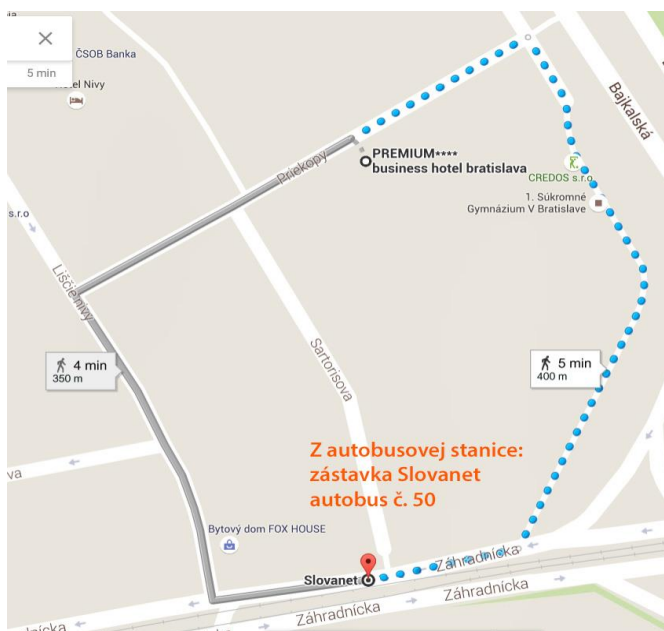 ČSOB Banka
5 min
Hotel Nivy
Bajkalská
PREMIUM****
business hotel bratislava
Priekopy
CREDOS s.r.o
1. Súkromné
Gymnázium V Bratislave
s.r.o
Liščie nivy
4 min
350 m
Sartorisova
5 min
400 m
Z autobusovej stanice:
zástavka Slovanet
autobus č. 50
va
Bytový dom FOX HOUSE
Záhradnícka
Slovanet
Záhradnícka
Záhradnícka
nícka